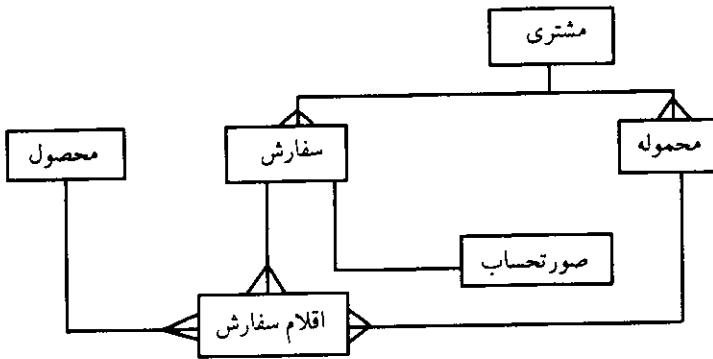 مشتری
محموله
سفارش
محصول
صورتحساب
اقلام سفارش